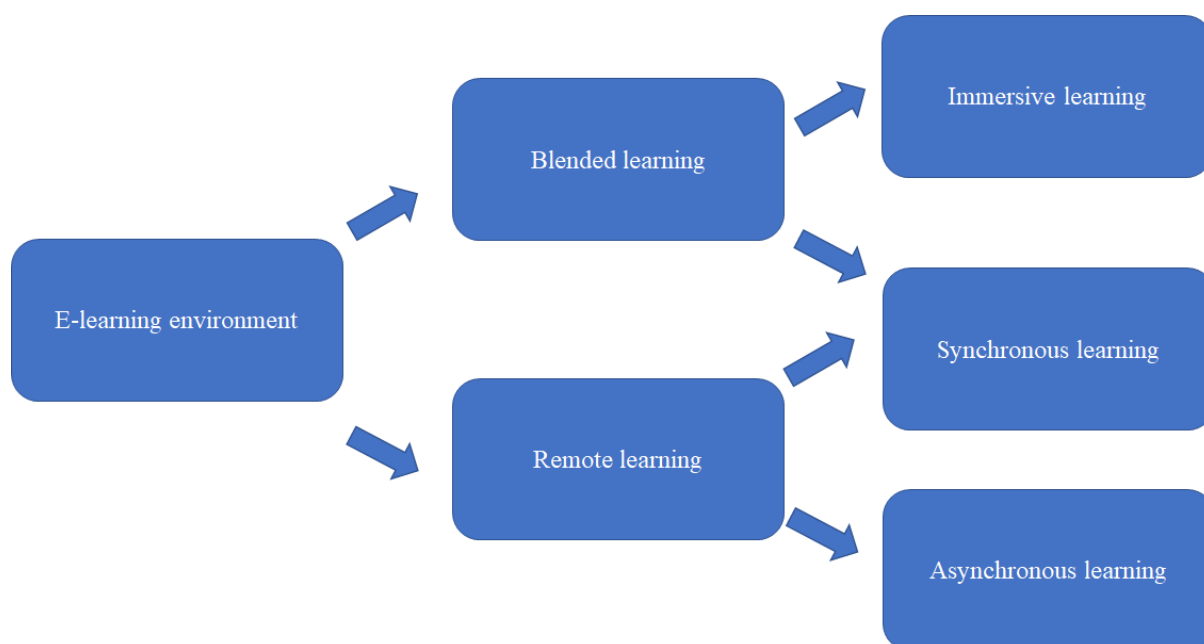 Immersive learning
Blended learning
E-learning environment
Synchronous learning
Remote learning
Asynchronous learning